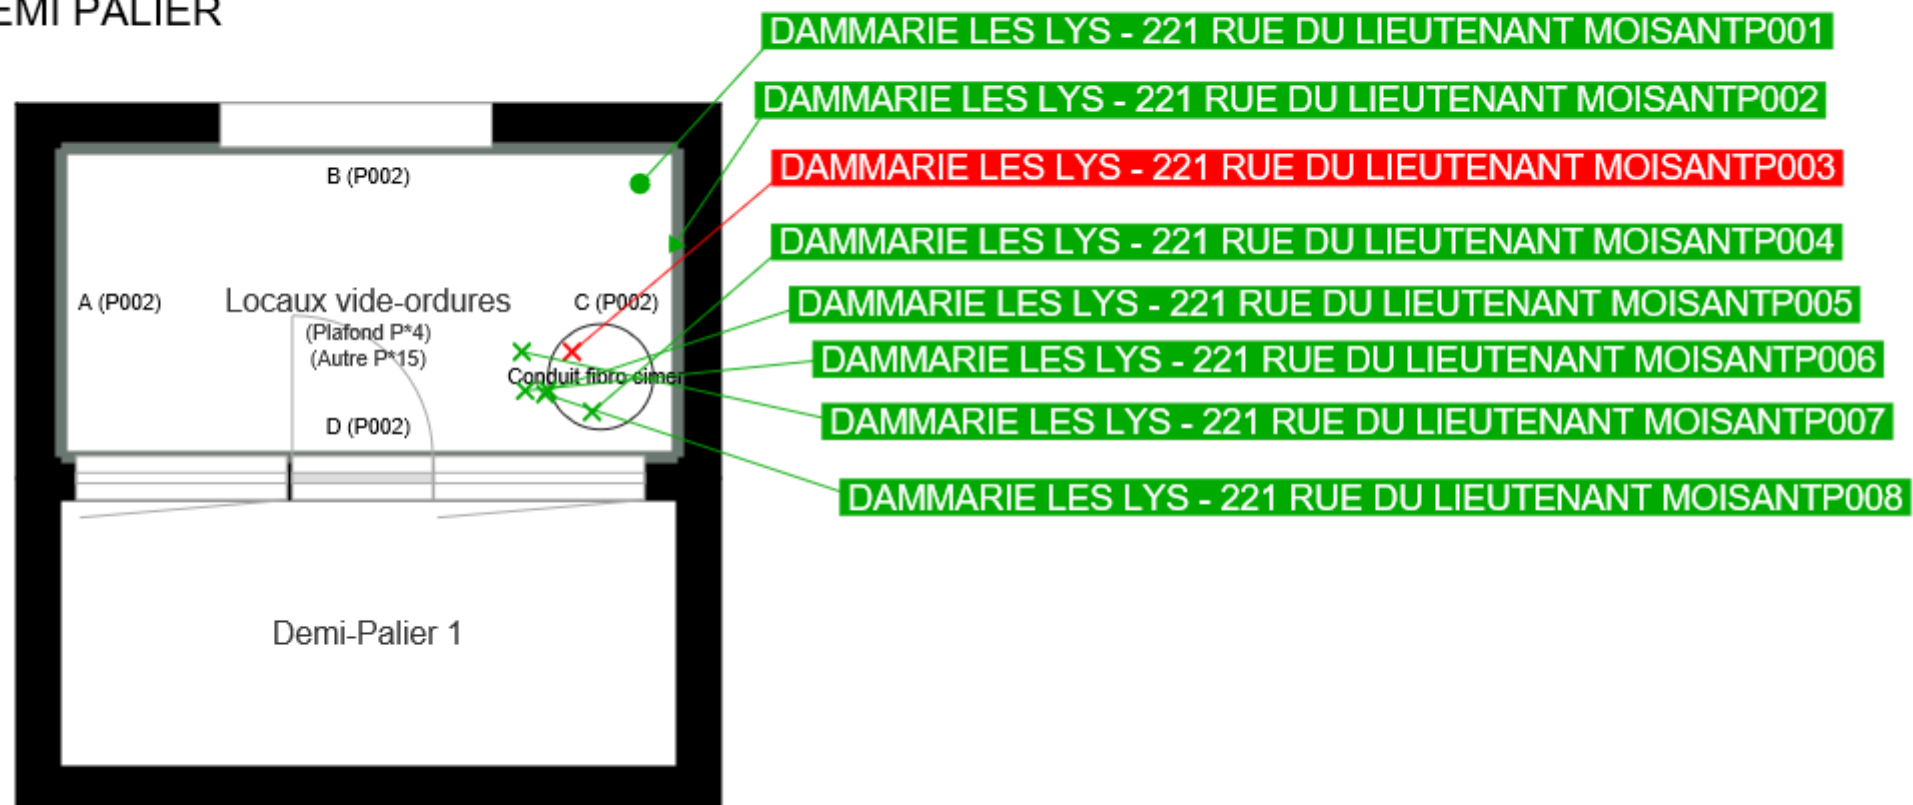 EMI PALIER
DAMMARIE LES LYS - 221 RUE DU LIEUTENANT MOISANTP001
DAMMARIE LES LYS - 221 RUE DU LIEUTENANT MOISANTP002
DAMMARIE LES LYS - 221 RUE DU LIEUTENANT MOISANTP003
DAMMARIE LES LYS - 221 RUE DU LIEUTENANT MOISANTP004
DAMMARIE LES LYS - 221 RUE DU LIEUTENANT MOISANTP005
DAMMARIE LES LYS - 221 RUE DU LIEUTENANT MOISANTP006
DAMMARIE LES LYS - 221 RUE DU LIEUTENANT MOISANTP007
DAMMARIE LES LYS - 221 RUE DU LIEUTENANT MOISANTP008
B (P002)
A (P002)
Locaux vide-ordures
(Plafond P*4)
(Autre P*15)
C (P002)
Conduit fibro cimer
D (P002)
Demi-Palier 1